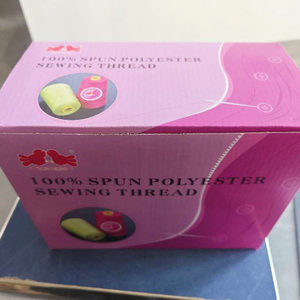 100% SPUN POLYESTER
SEWING THREAD
100% SPUN POLYESTER
SEWING THREAD